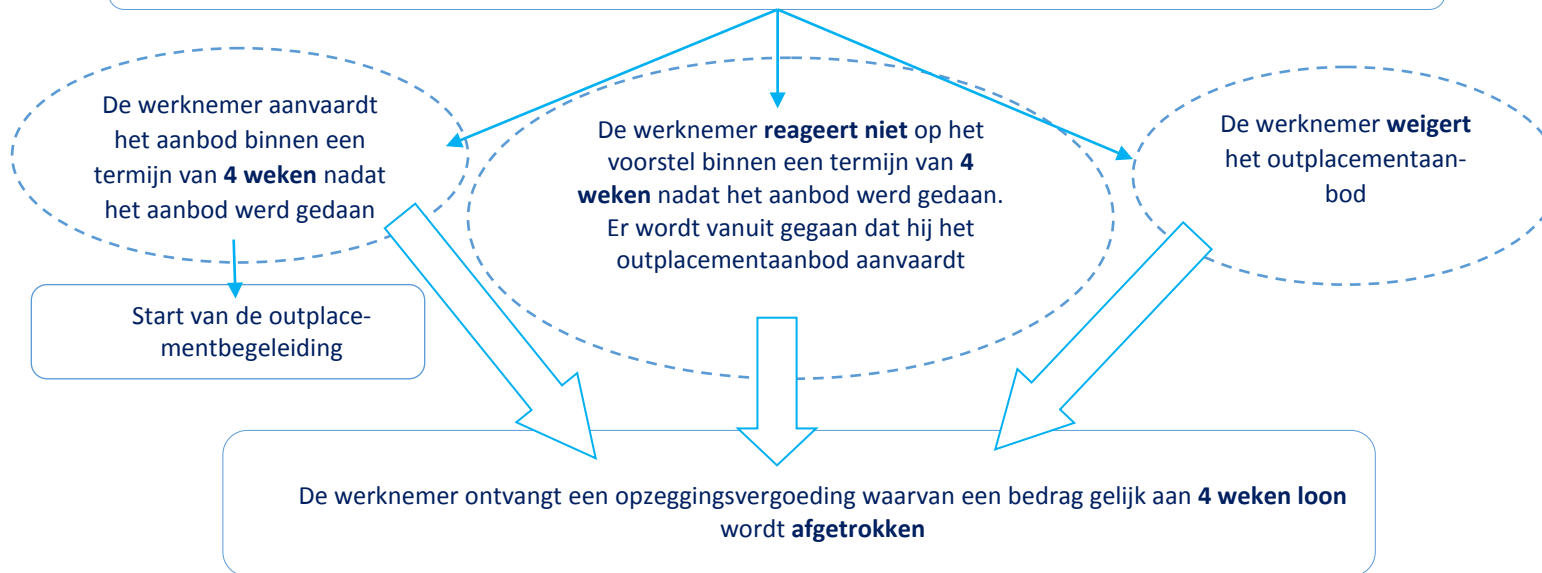 De werknemer aanvaardt
het aanbod binnen een
termijn van 4 weken nadat
het aanbod werd gedaan
De werknemer reageert niet op het
voorstel binnen een termijn van 4
weken nadat het aanbod werd gedaan.
Er wordt vanuit gegaan dat hij het
outplacementaanbod aanvaardt
De werknemer weigert
het outplacementaan-
bod
Start van de outplace-
mentbegeleiding
De werknemer ontvangt een opzeggingsvergoeding waarvan een bedrag gelijk aan 4 weken loon
wordt afgetrokken